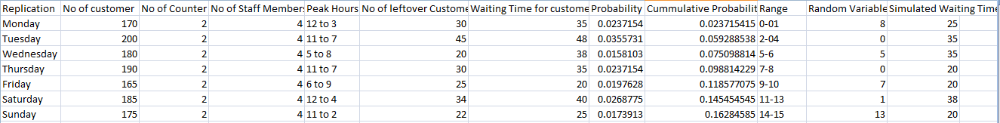 Replication No of customer No of Counter No of Staff Members Peak Hours No of leftover Custome Waiting Time for custome Probability Cummulative Probabilit Range Random Variable Simulated Waiting Time
Monday 170 2 4 12 to 3 30 35 0.0237154 0.023715415 0-01 8 25
Tuesday 200 2 4 11 to 7 45 48 0.0355731 0.059288538 2-04 0 35
Wednesday 180 2 4 5 to 8 20 38 0.0158103 0.075098814 5-6 5 35
Thursday 190 2 4 11 to 7 30 35 0.0237154 0.098814229 7-8 0 20
Friday 165 2 4 6 to 9 25 20 0.0197628 0.118577075 9-10 7 20
Saturday 185 2 4 12 to 4 34 40 0.0268775 0.145454545 11-13 1 38
Sunday 175 2 4 11 to 2 22 25 0.0173913 0.16284585 14-15 13 20